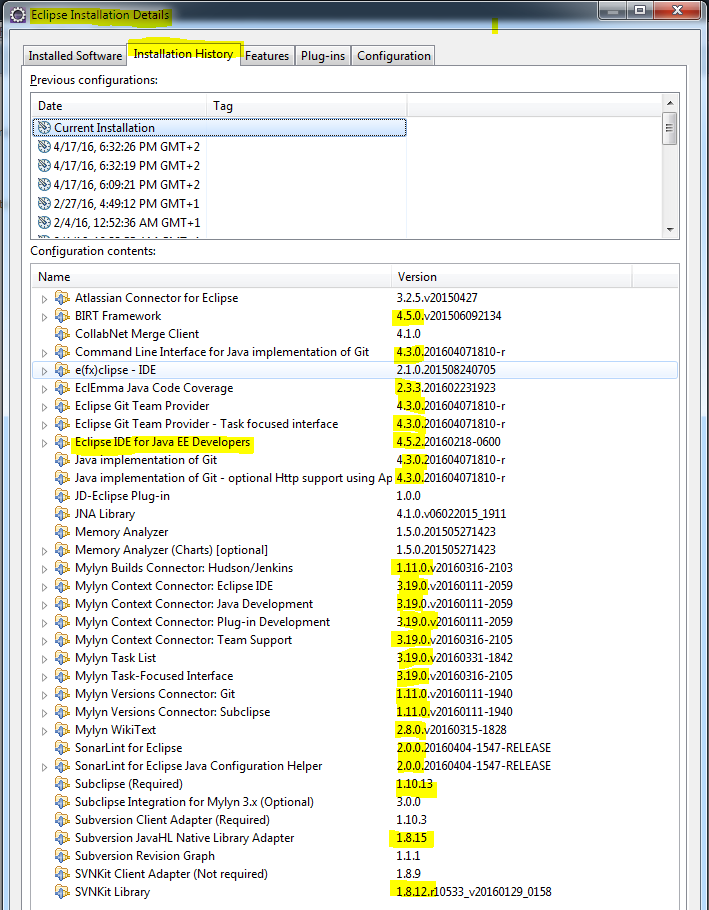 Eclipse Installation Details
Installed Software Installation History Features Plug-ins Configuration
Previous configurations:
Date Tag
Current Installation
4/17/16, 6:32:26 PM GMT+2
4/17/16, 6:32:19 PM GMT+2
4/17/16, 6:09:21 PM GMT+2
2/27/16, 4:49:12 PM GMT+1
2/4/16, 12:52:36 AM GMT+1
Configuration contents:
Name Version
Atlassian Connector for Eclipse 3.2.5.v20150427
BIRT Framework 4.5.0.v201506092134
CollabNet Merge Client 4.1.0
Command Line Interface for Java implementation of Git 4.3.0.201604071810-r
e(fx)clipse - IDE 2.1.0.201508240705
EclEmma Java Code Coverage 2.3.3.201602231923
Eclipse Git Team Provider 4.3.0.201604071810-r
Eclipse Git Team Provider - Task focused interface 4.3.0.201604071810-r
Eclipse IDE for Java EE Developers 4.5.2.20160218-0600
Java implementation of Git 4.3.0.201604071810-r
Java implementation of Git - optional Http support using Ap 4.3.0.201604071810-r
JD-Eclipse Plug-in 1.0.0
JNA Library 4.1.0.v06022015_1911
Memory Analyzer 1.5.0.201505271423
Memory Analyzer (Charts) [optional] 1.5.0.201505271423
Mylyn Builds Connector: Hudson/Jenkins 1.11.0.v20160316-2103
Mylyn Context Connector: Eclipse IDE 3.19.0.v20160111-2059
Mylyn Context Connector: Java Development 3.19.0.v20160111-2059
Mylyn Context Connector: Plug-in Development 3.19.0.v20160111-2059
Mylyn Context Connector: Team Support 3.19.0.v20160316-2105
Mylyn Task List 3.19.0.v20160331-1842
Mylyn Task-Focused Interface 3.19.0.v20160316-2105
Mylyn Versions Connector: Git 1.11.0.v20160111-1940
Mylyn Versions Connector: Subclipse 1.11.0.v20160111-1940
Mylyn WikiText 2.8.0.v20160315-1828
SonarLint for Eclipse 2.0.0.20160404-1547-RELEASE
SonarLint for Eclipse Java Configuration Helper 2.0.0.20160404-1547-RELEASE
Subclipse (Required) 1.10.13
Subclipse Integration for Mylyn 3.x (Optional) 3.0.0
Subversion Client Adapter (Required) 1.10.3
Subversion JavaHL Native Library Adapter 1.8.15
Subversion Revision Graph 1.1.1
SVNKit Client Adapter (Not required) 1.8.9
SVNKit Library 1.8.12.r10533_v20160129_0158